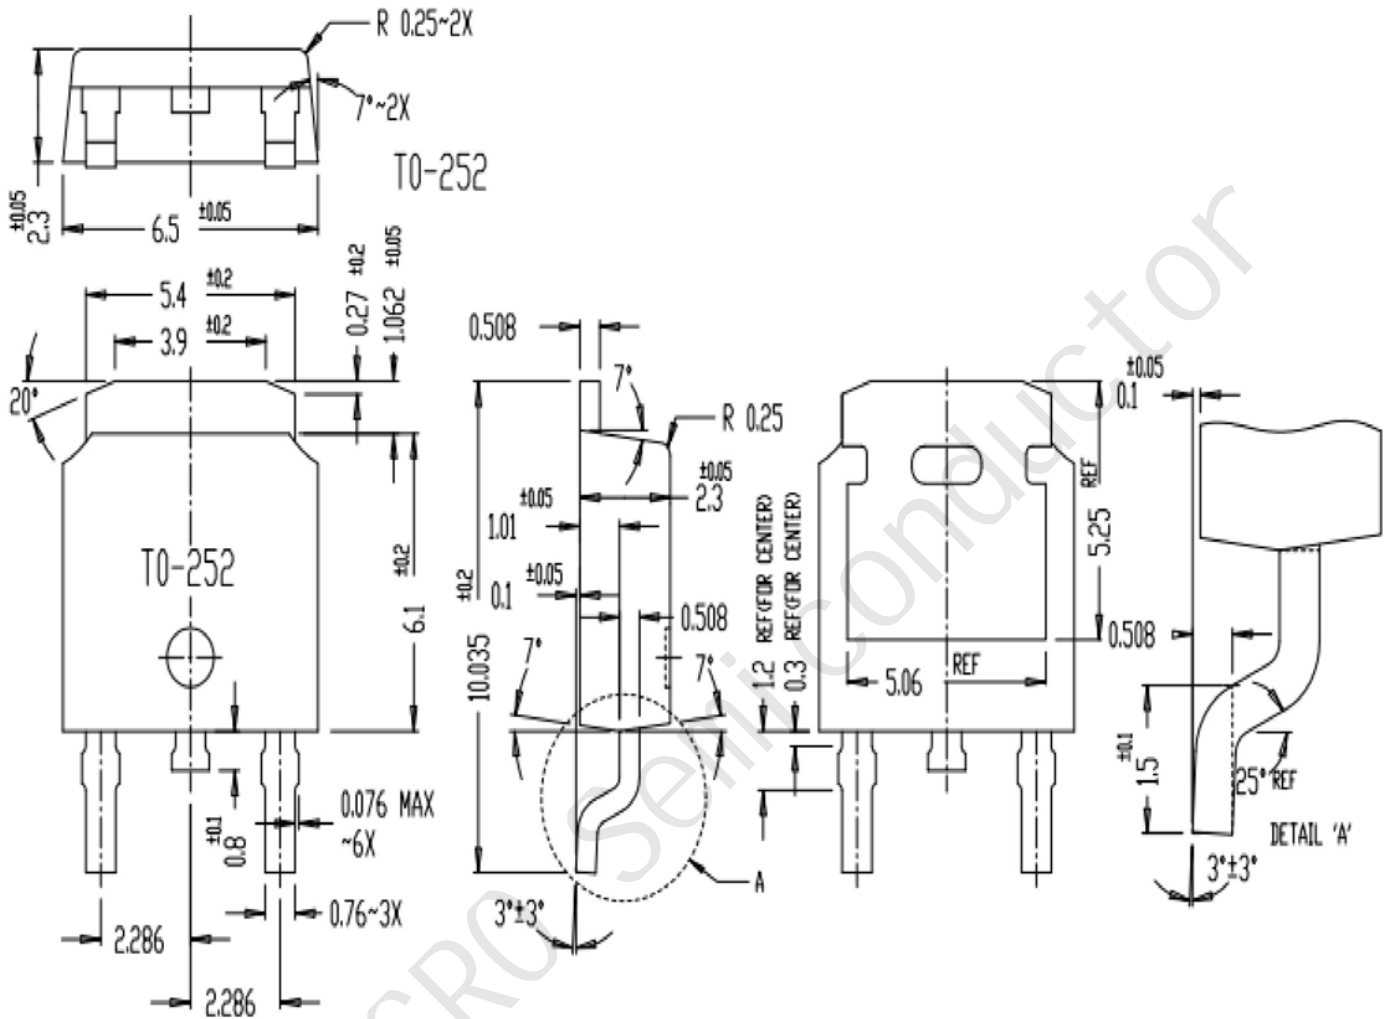 R 0.25~2X
7°~2X
TO-252
2.3 ±0.05
6.5 ±0.05
5.4 ±0.2
3.9 ±0.2
0.27 ±0.2
1.062 ±0.05
20°
TO-252
6.1 ±0.2
0.8 ±0.1
0.076 MAX
~6X
0.76~3X
2.286
2.286
0.508
7°
R 0.25
2.3 ±0.05
1.01 ±0.05
0.1 ±0.05
0.508
10.035 ±0.2
7°
7°
A
3°±3°
1.2 REF(FOR CENTER)
0.3 REF(FOR CENTER)
5.25 REF
5.06 REF
0.1 ±0.05
0.508
1.5 ±0.1
25° REF
DETAIL 'A'
3°±3°
CRO Semi conductor